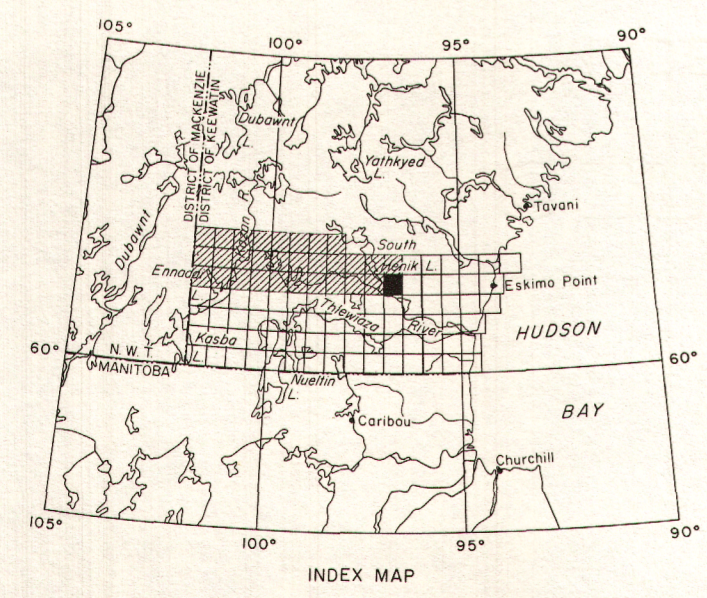 105°
100°
95°
90°
DISTRICT OF MACKENZIE
DISTRICT OF KEEWATIN
Dubawnt
L.
R.
Yathkyed
L.
Tavani
Dubawnt
Kazan
R.
South
Henik L.
Ennadai
L.
Eskimo Point
Thlewiaza
River
HUDSON
Kasba
L.
60°
N. W. T.
MANITOBA
60°
Nueltin
L.
BAY
Caribou
Churchill
105°
100°
95°
90°
INDEX MAP